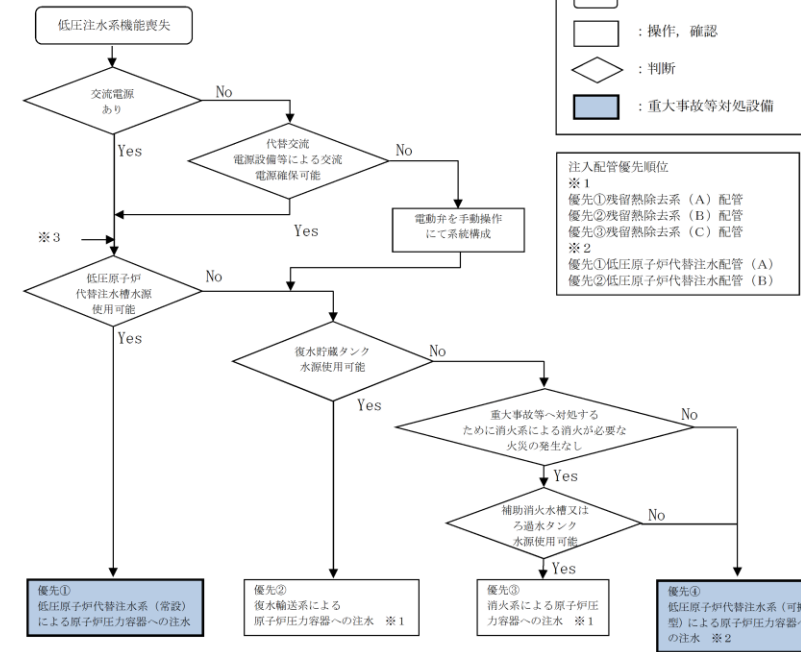 低圧注水系機能喪失
：操作，確認
：判断
：重大事故等対処設備
交流電源
あり
No
Yes
代替交流
電源設備等による交流
電源確保可能
No
Yes
電動弁を手動操作
にて系統構成
注入配管優先順位
※１
優先①残留熱除去系（Ａ）配管
優先②残留熱除去系（Ｂ）配管
優先③残留熱除去系（Ｃ）配管
※２
優先①低圧原子炉代替注水配管（Ａ）
優先②低圧原子炉代替注水配管（Ｂ）
※３
低圧原子炉
代替注水槽水源
使用可能
No
Yes
復水貯蔵タンク
水源使用可能
No
Yes
重大事故等へ対処する
ために消火系による消火が必要な
火災の発生なし
No
Yes
補助消火水槽又は
ろ過水タンク
水源使用可能
No
Yes
優先①
低圧原子炉代替注水系（常設）
による原子炉圧力容器への注水
優先②
復水輸送系による
原子炉圧力容器への注水　※１
優先③
消火系による原子炉圧
力容器への注水　※１
優先④
低圧原子炉代替注水系（可搬
型）による原子炉圧力容器へ
の注水　※２